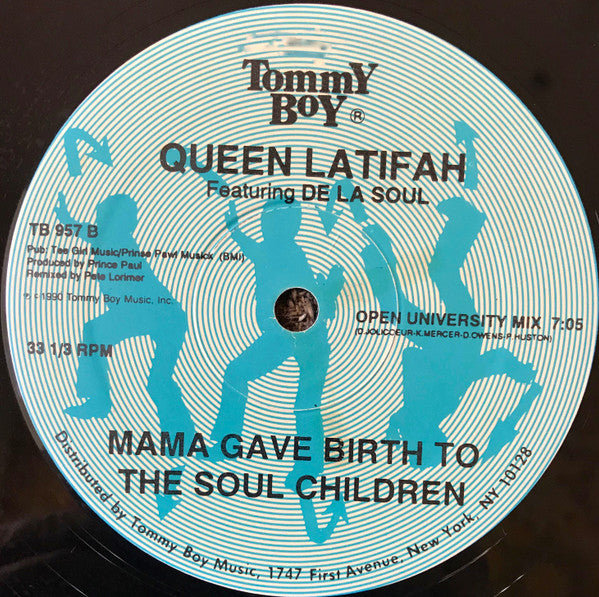 Tommy
Boy ®
QUEEN LATIFAH
Featuring DE LA SOUL
TB 957 B
Pub: Tee Girl Music/Prinse Pawl Musick (BMI)
Produced by Prince Paul
Remixed by Pete Lorimer
℗ © 1990 Tommy Boy Music, Inc.
33 1/3 RPM
OPEN UNIVERSITY MIX 7:05
(D.JOLICOEUR-K.MERCER-D.OWENS-P.HUSTON)
MAMA GAVE BIRTH TO
THE SOUL CHILDREN
Distributed by Tommy Boy Music, 1747 First Avenue, New York, NY 10128